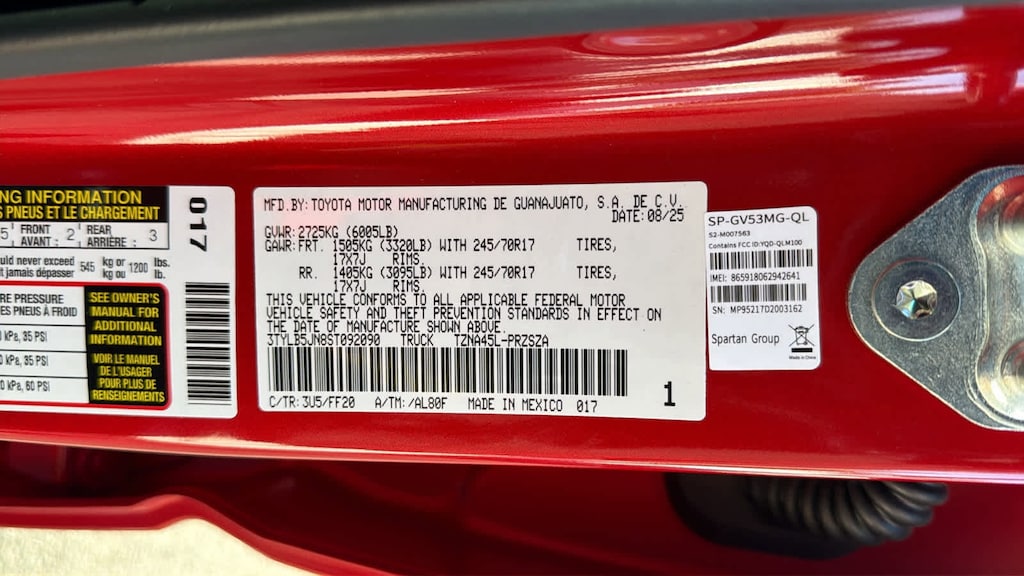 NG INFORMATION
S PNEUS ET LE CHARGEMENT
5 FRONT AVANT : 2 REAR ARRIÈRE : 3
uld never exceed 545 kg or 1200 lbs.
t jamais dépasser kg ou lb.
RE PRESSURE
ES PNEUS À FROID
0 kPa, 35 PSI
0 kPa, 35 PSI
0 kPa, 60 PSI
SEE OWNER'S
MANUAL FOR
ADDITIONAL
INFORMATION
VOIR LE MANUEL
DE L'USAGER
POUR PLUS DE
RENSEIGNEMENTS
017
MFD.BY:TOYOTA MOTOR MANUFACTURING DE GUANAJUATO, S.A. DE C.V.
DATE:08/25
GVWR:2725KG (6005LB)
GAWR:FRT. 1505KG (3320LB) WITH 245/70R17 TIRES,
17X7J RIMS.
RR. 1405KG (3095LB) WITH 245/70R17 TIRES,
17X7J RIMS.
THIS VEHICLE CONFORMS TO ALL APPLICABLE FEDERAL MOTOR
VEHICLE SAFETY AND THEFT PREVENTION STANDARDS IN EFFECT ON
THE DATE OF MANUFACTURE SHOWN ABOVE.
3TYLB5JN8ST092090 TRUCK TZNA45L-PRZSZA
C/TR:3U5/FF20 A/TM:/AL80F MADE IN MEXICO 017
1
SP-GV53MG-QL
S2-M007563
Contains FCC ID:YQD-QLM100
IMEI: 865918062942641
SN: MP95217D2003162
Spartan Group
Made in China